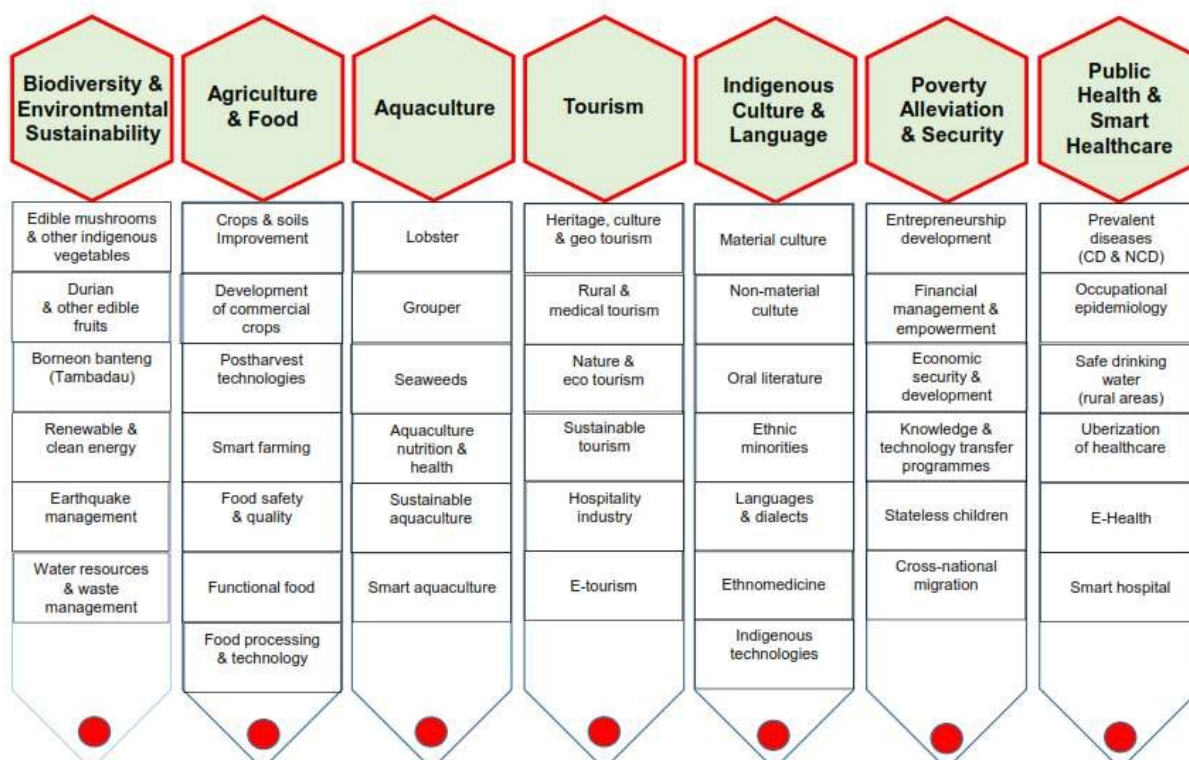 Biodiversity &
Environtmental
Sustainability
Edible mushrooms
& other indigenous
vegetables
Durian
& other edible
fruits
Borneon banteng
(Tambadau)
Renewable &
clean energy
Earthquake
management
Water resources
& waste
management
Agriculture
& Food
Crops & soils
Improvement
Development
of commercial
crops
Postharvest
technologies
Smart farming
Food safety
& quality
Functional food
Food processing
& technology
Aquaculture
Lobster
Grouper
Seaweeds
Aquaculture
nutrition &
health
Sustainable
aquaculture
Smart aquaculture
Tourism
Heritage, culture
& geo tourism
Rural &
medical tourism
Nature &
eco tourism
Sustainable
tourism
Hospitality
industry
E-tourism
Indigenous
Culture &
Language
Material culture
Non-material
cultute
Oral literature
Ethnic
minorities
Languages
& dialects
Ethnomedicine
Indigenous
technologies
Poverty
Alleviation
& Security
Entrepreneurship
development
Financial
management &
empowerment
Economic
security &
development
Knowledge &
technology transfer
programmes
Stateless children
Cross-national
migration
Public
Health &
Smart
Healthcare
Prevalent
diseases
(CD & NCD)
Occupational
epidemiology
Safe drinking
water
(rural areas)
Uberization
of healthcare
E-Health
Smart hospital